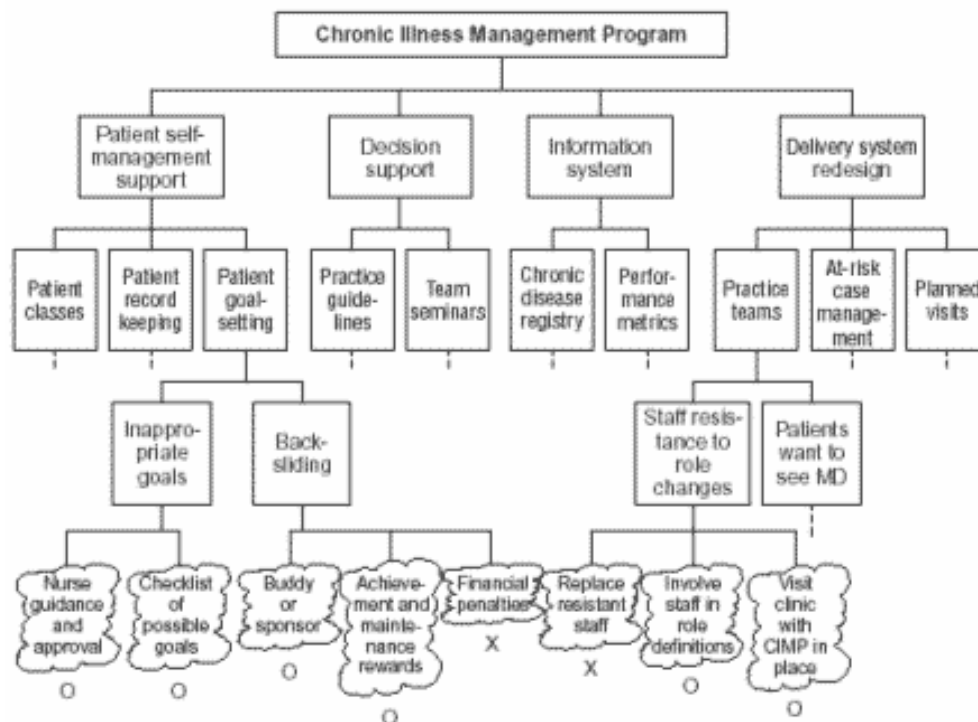 Chronic Illness Management Program
Patient self-
management
support
Decision
support
Information
system
Delivery system
redesign
Patient
classes
Patient
record
keeping
Patient
goal-
setting
Practice
guide-
lines
Team
seminars
Chronic
disease
registry
Perfor-
mance
metrics
Practice
teams
At-risk
case
manage-
ment
Planned
visits
Inappro-
priate
goals
Back-
sliding
Staff resis-
tance to
role
changes
Patients
want to
see MD
Nurse
guidance
and
approval
Checklist
of
possible
goals
Buddy
or
sponsor
Achieve-
ment and
mainte-
nance
rewards
Financial
penalties
Replace
resistant
staff
Involve
staff in
role
definitions
Visit
clinic
with
CIMP in
place
O
O
O
O
X
X
O
O